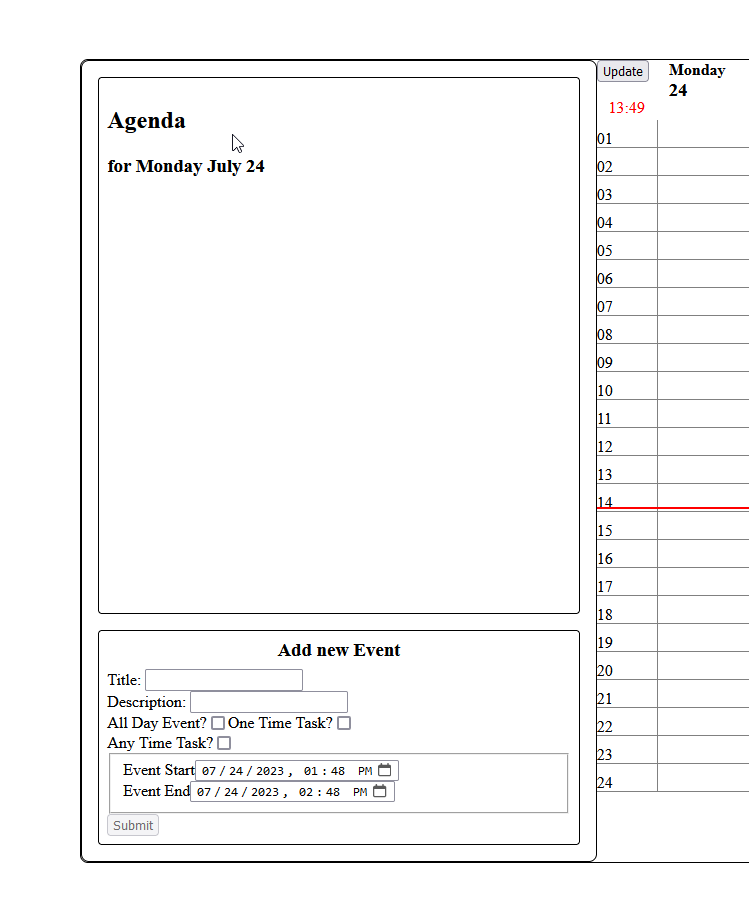 Agenda
for Monday July 24
Add new Event
Title:
Description:
All Day Event? One Time Task?
Any Time Task?
Event Start 07/24/2023, 01:48 PM
Event End 07/24/2023, 02:48 PM
Submit
Update
Monday
24
13:49
01
02
03
04
05
06
07
08
09
10
11
12
13
14
15
16
17
18
19
20
21
22
23
24